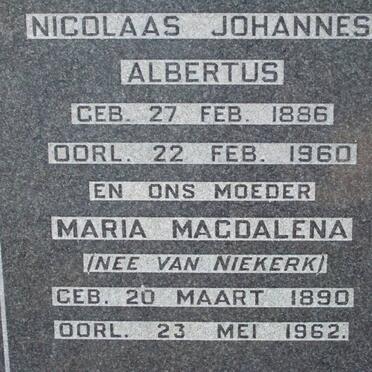 NICOLAAS JOHANNES
ALBERTUS
GEB. 27 FEB. 1886
OORL. 22 FEB. 1960
EN ONS MOEDER
MARIA MAGDALENA
(NEE VAN NIEKERK)
GEB. 20 MAART 1890
OORL. 23 MEI 1962.